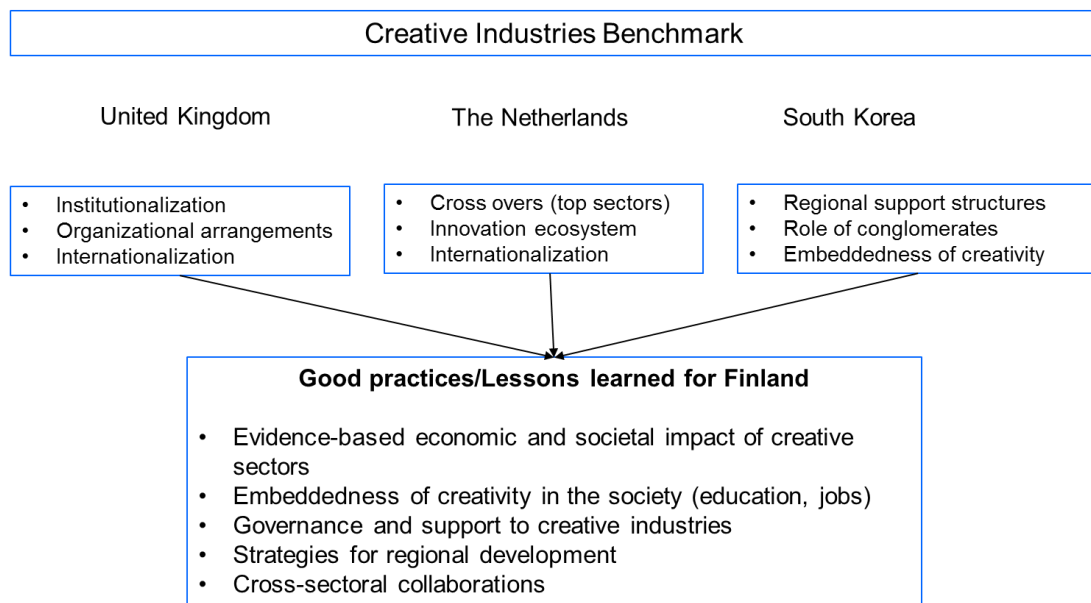 Creative Industries Benchmark
United Kingdom
The Netherlands
South Korea
• Institutionalization
• Organizational arrangements
• Internationalization
• Cross overs (top sectors)
• Innovation ecosystem
• Internationalization
• Regional support structures
• Role of conglomerates
• Embeddedness of creativity
Good practices/Lessons learned for Finland
• Evidence-based economic and societal impact of creative
sectors
• Embeddedness of creativity in the society (education, jobs)
• Governance and support to creative industries
• Strategies for regional development
• Cross-sectoral collaborations